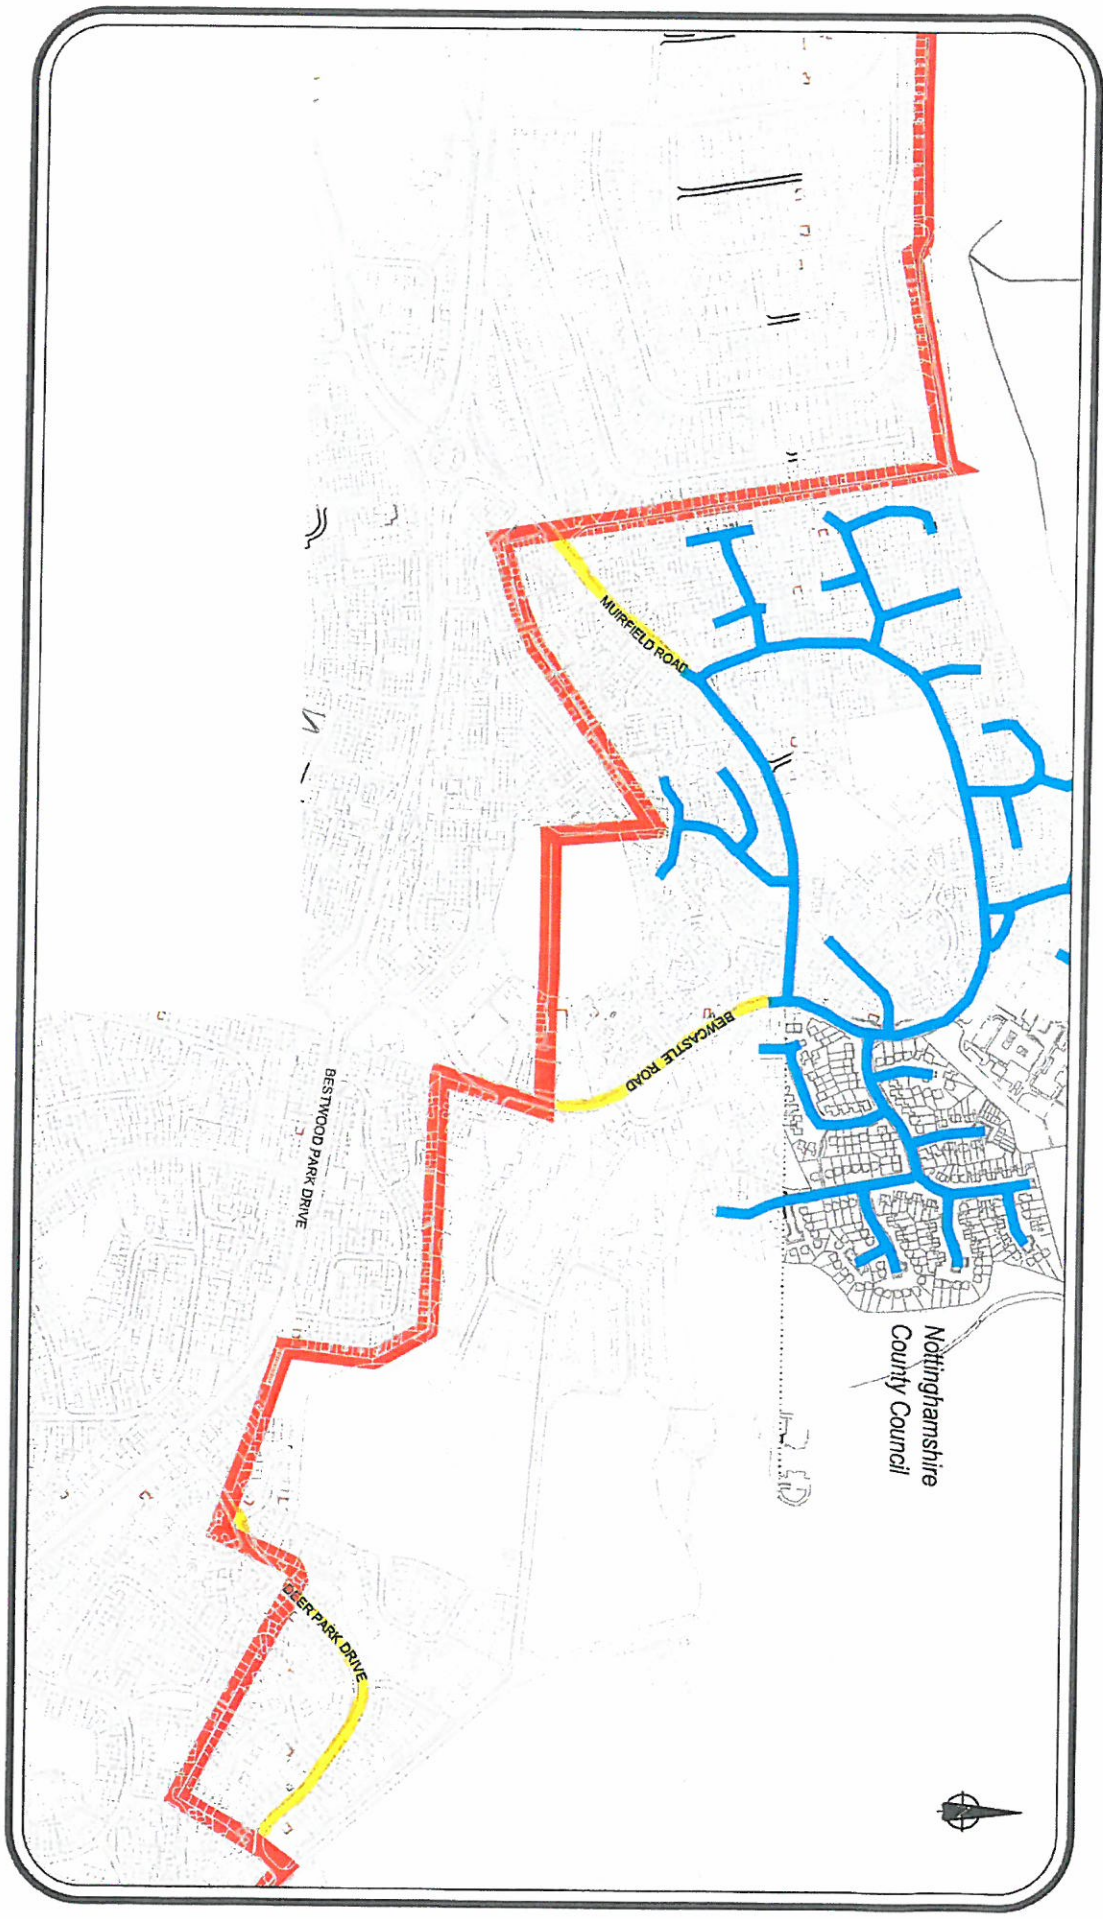 Nottinghamshire
County Council
MUIRFIELD ROAD
BEWCASTLE ROAD
BESTWOOD PARK DRIVE
DEER PARK DRIVE